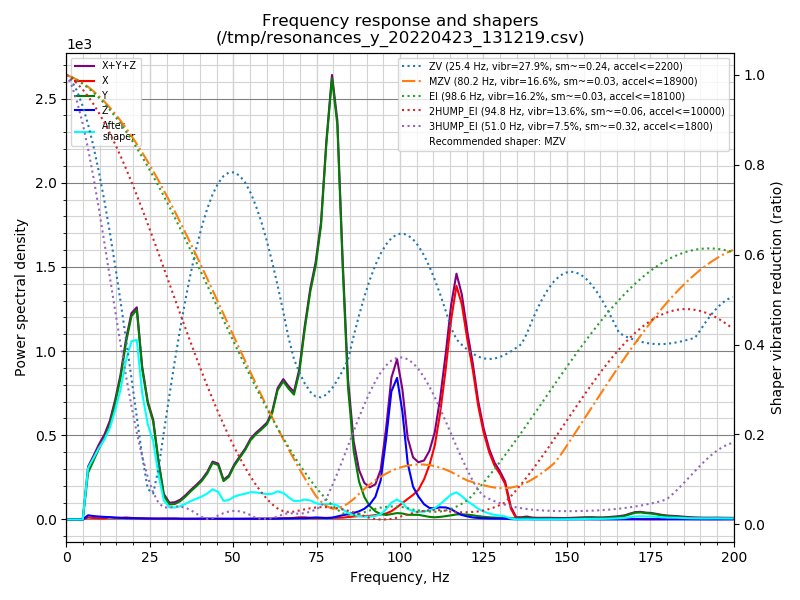 Frequency response and shapers
(/tmp/resonances_y_20220423_131219.csv)
1e3
X+Y+Z
X
Y
Z
After
shaper
ZV (25.4 Hz, vibr=27.9%, sm~=0.24, accel<=2200)
MZV (80.2 Hz, vibr=16.6%, sm~=0.03, accel<=18900)
EI (98.6 Hz, vibr=16.2%, sm~=0.03, accel<=18100)
2HUMP_EI (94.8 Hz, vibr=13.6%, sm~=0.06, accel<=10000)
3HUMP_EI (51.0 Hz, vibr=7.5%, sm~=0.32, accel<=1800)
Recommended shaper: MZV
Power spectral density
2.5
2.0
1.5
1.0
0.5
0.0
1.0
0.8
0.6
0.4
0.2
0.0
Shaper vibration reduction (ratio)
0 25 50 75 100 125 150 175 200
Frequency, Hz